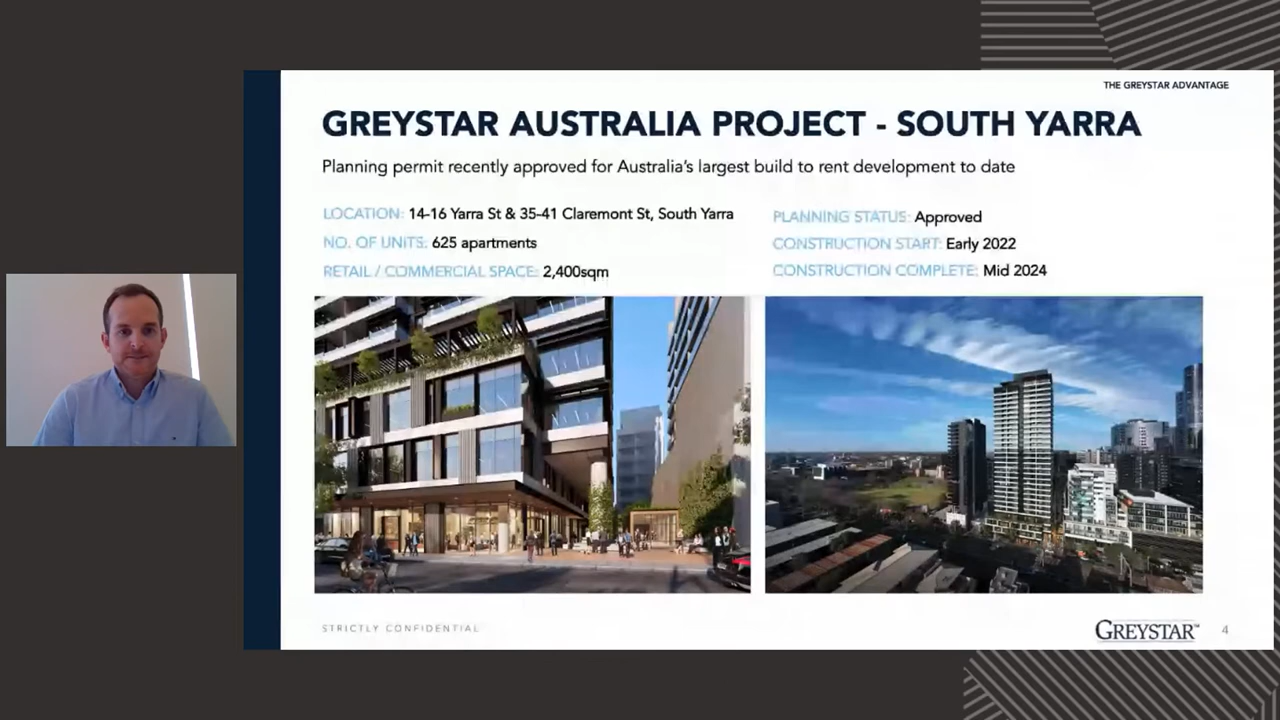 THE GREYSTAR ADVANTAGE
GREYSTAR AUSTRALIA PROJECT - SOUTH YARRA
Planning permit recently approved for Australia's largest build to rent development to date
LOCATION: 14-16 Yarra St & 35-41 Claremont St, South Yarra
NO. OF UNITS: 625 apartments
RETAIL / COMMERCIAL SPACE: 2,400sqm
PLANNING STATUS: Approved
CONSTRUCTION START: Early 2022
CONSTRUCTION COMPLETE: Mid 2024
STRICTLY CONFIDENTIAL
GREYSTAR™
4